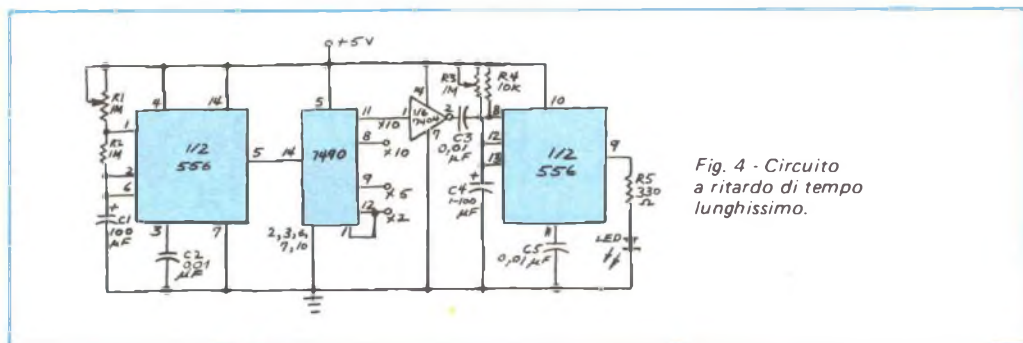 +5V
R1
1M
R2
1M
C1
100
µF
4
14
1
2
6
3
7
1/2
556
5
C2
0,01
µF
14
5
7490
11
8
9
12
1
2, 3, 6,
7, 10
×10
×10
×5
×2
1
14
1/6
7404
2
7
C3
0,01
µF
R3
1M
R4
10K
8
12
13
C4
1-100
µF
10
1/2
556
9
C5
0,01 µF
R5
330
Ω
LED
Fig. 4 - Circuito
a ritardo di tempo
lunghissimo.